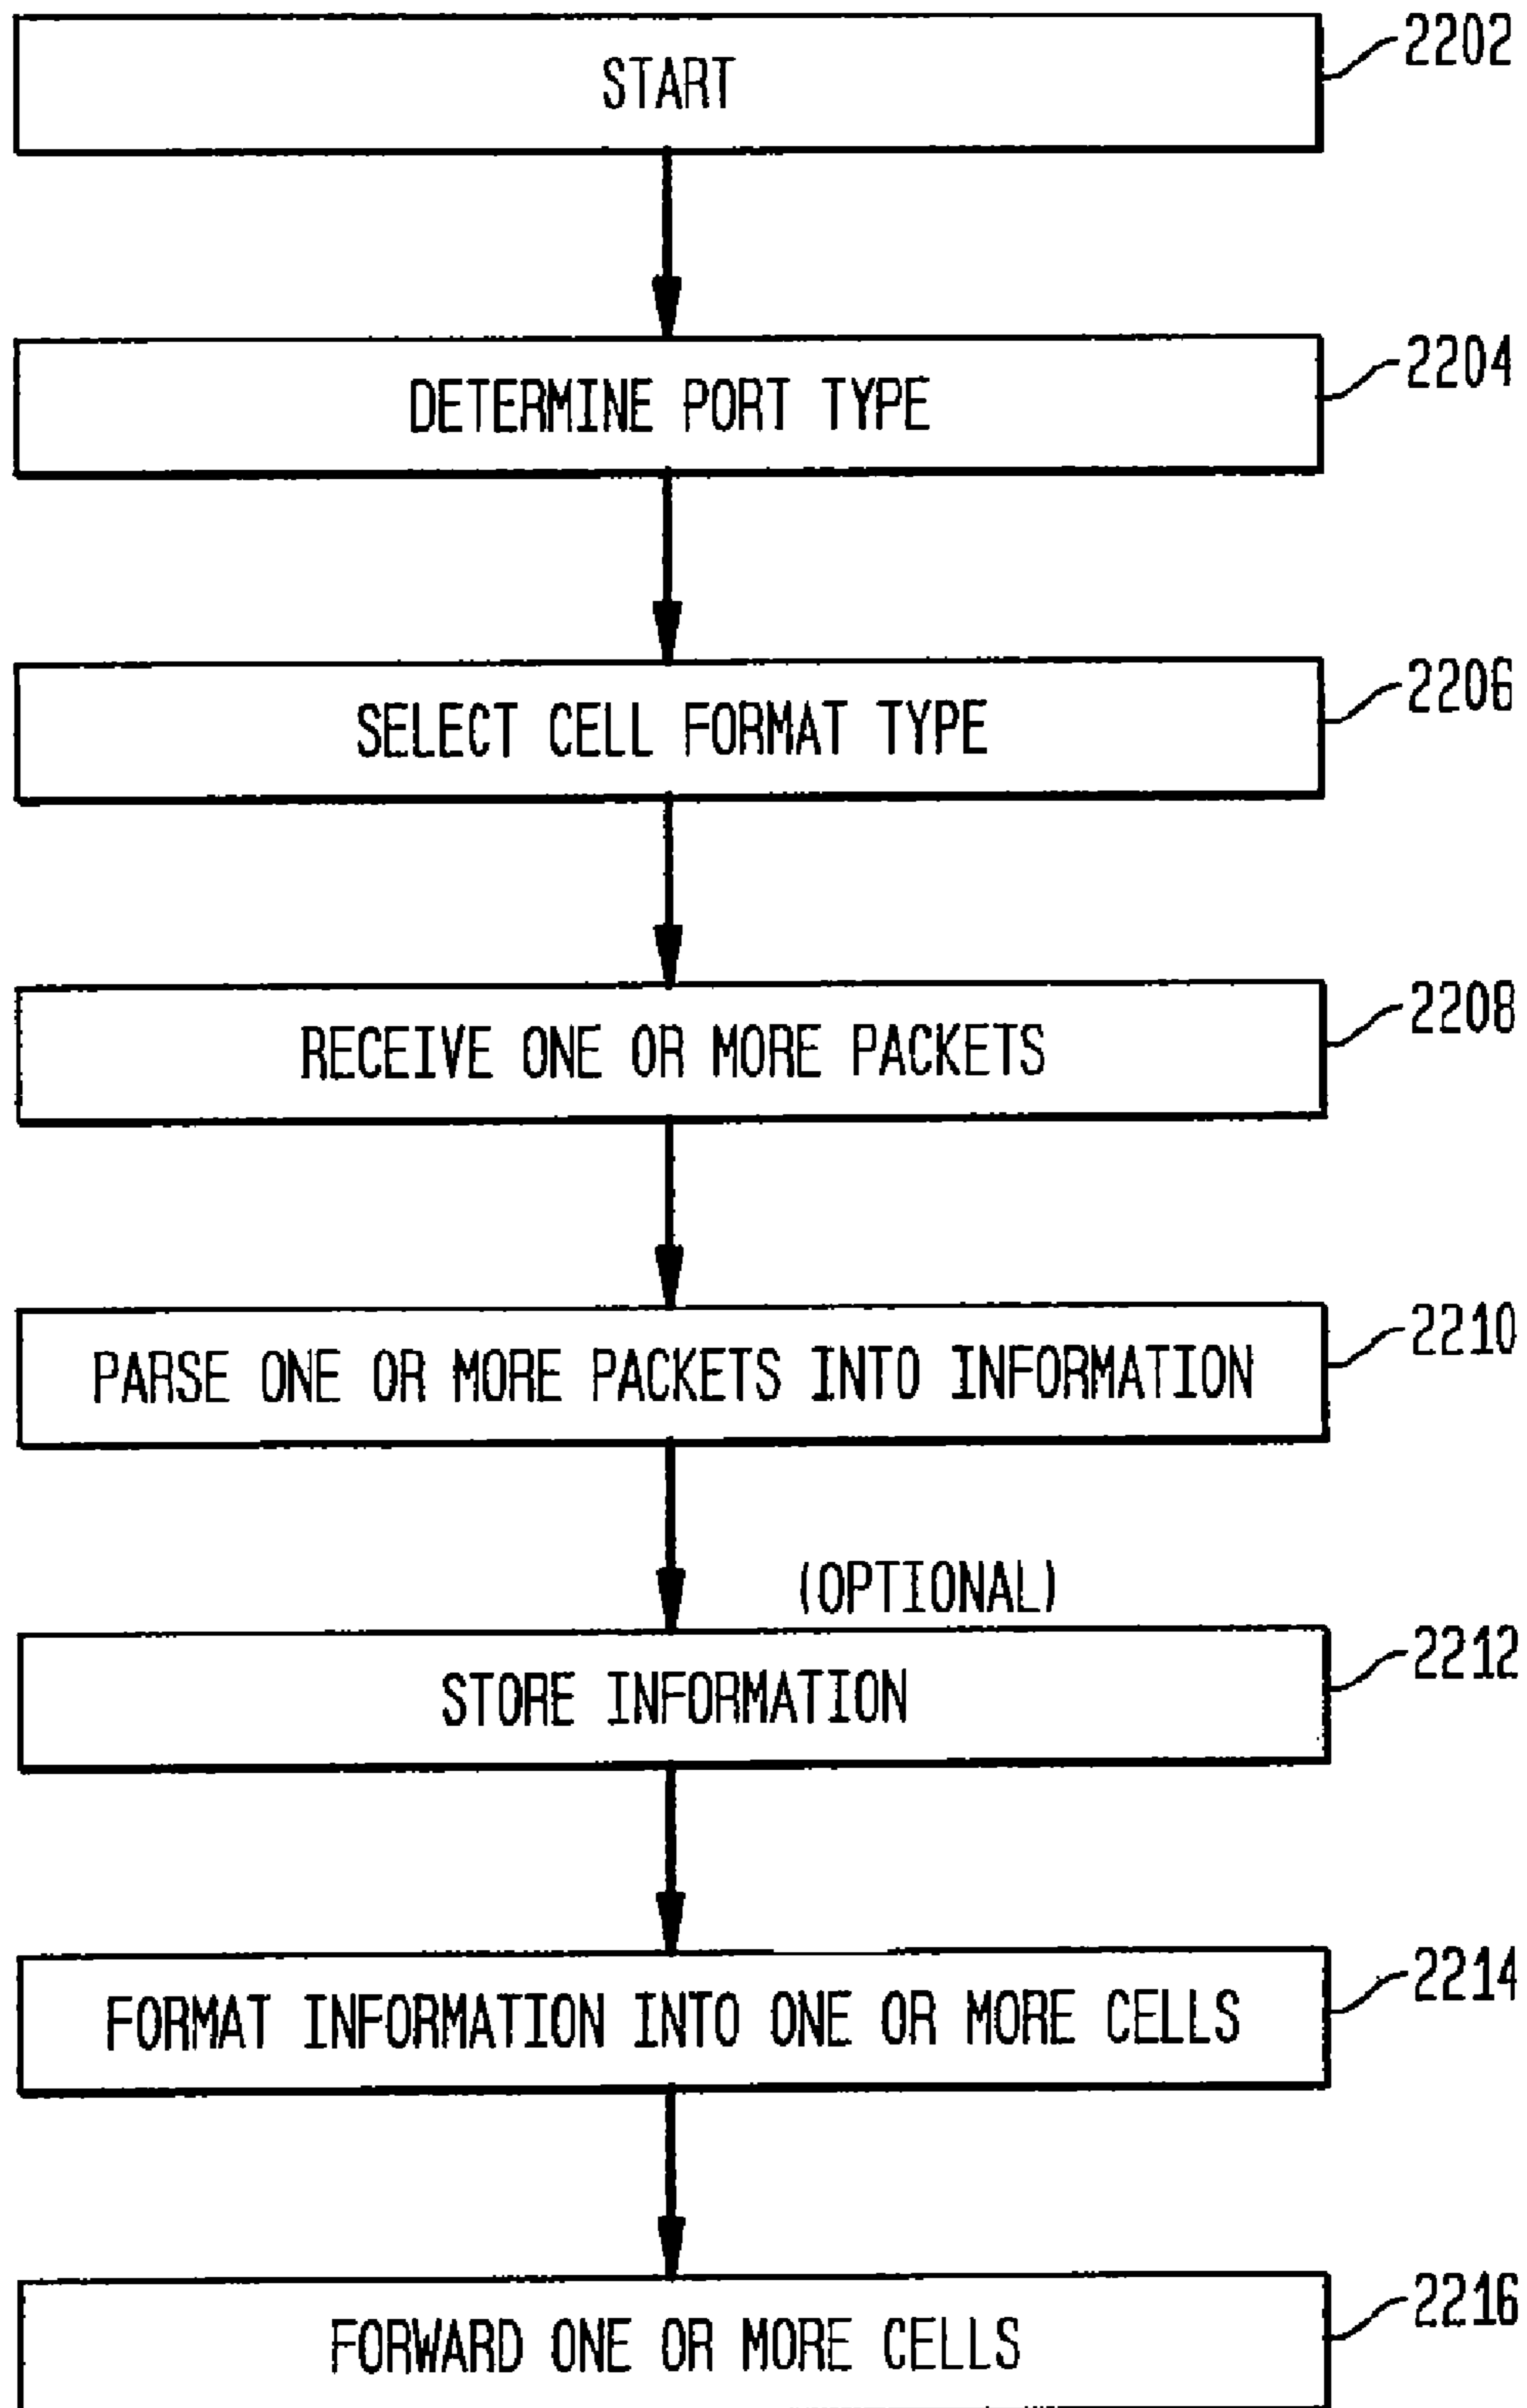 START
2202
DETERMINE PORT TYPE
2204
SELECT CELL FORMAT TYPE
2206
RECEIVE ONE OR MORE PACKETS
2208
PARSE ONE OR MORE PACKETS INTO INFORMATION
2210
(OPTIONAL)
STORE INFORMATION
2212
FORMAT INFORMATION INTO ONE OR MORE CELLS
2214
FORWARD ONE OR MORE CELLS
2216